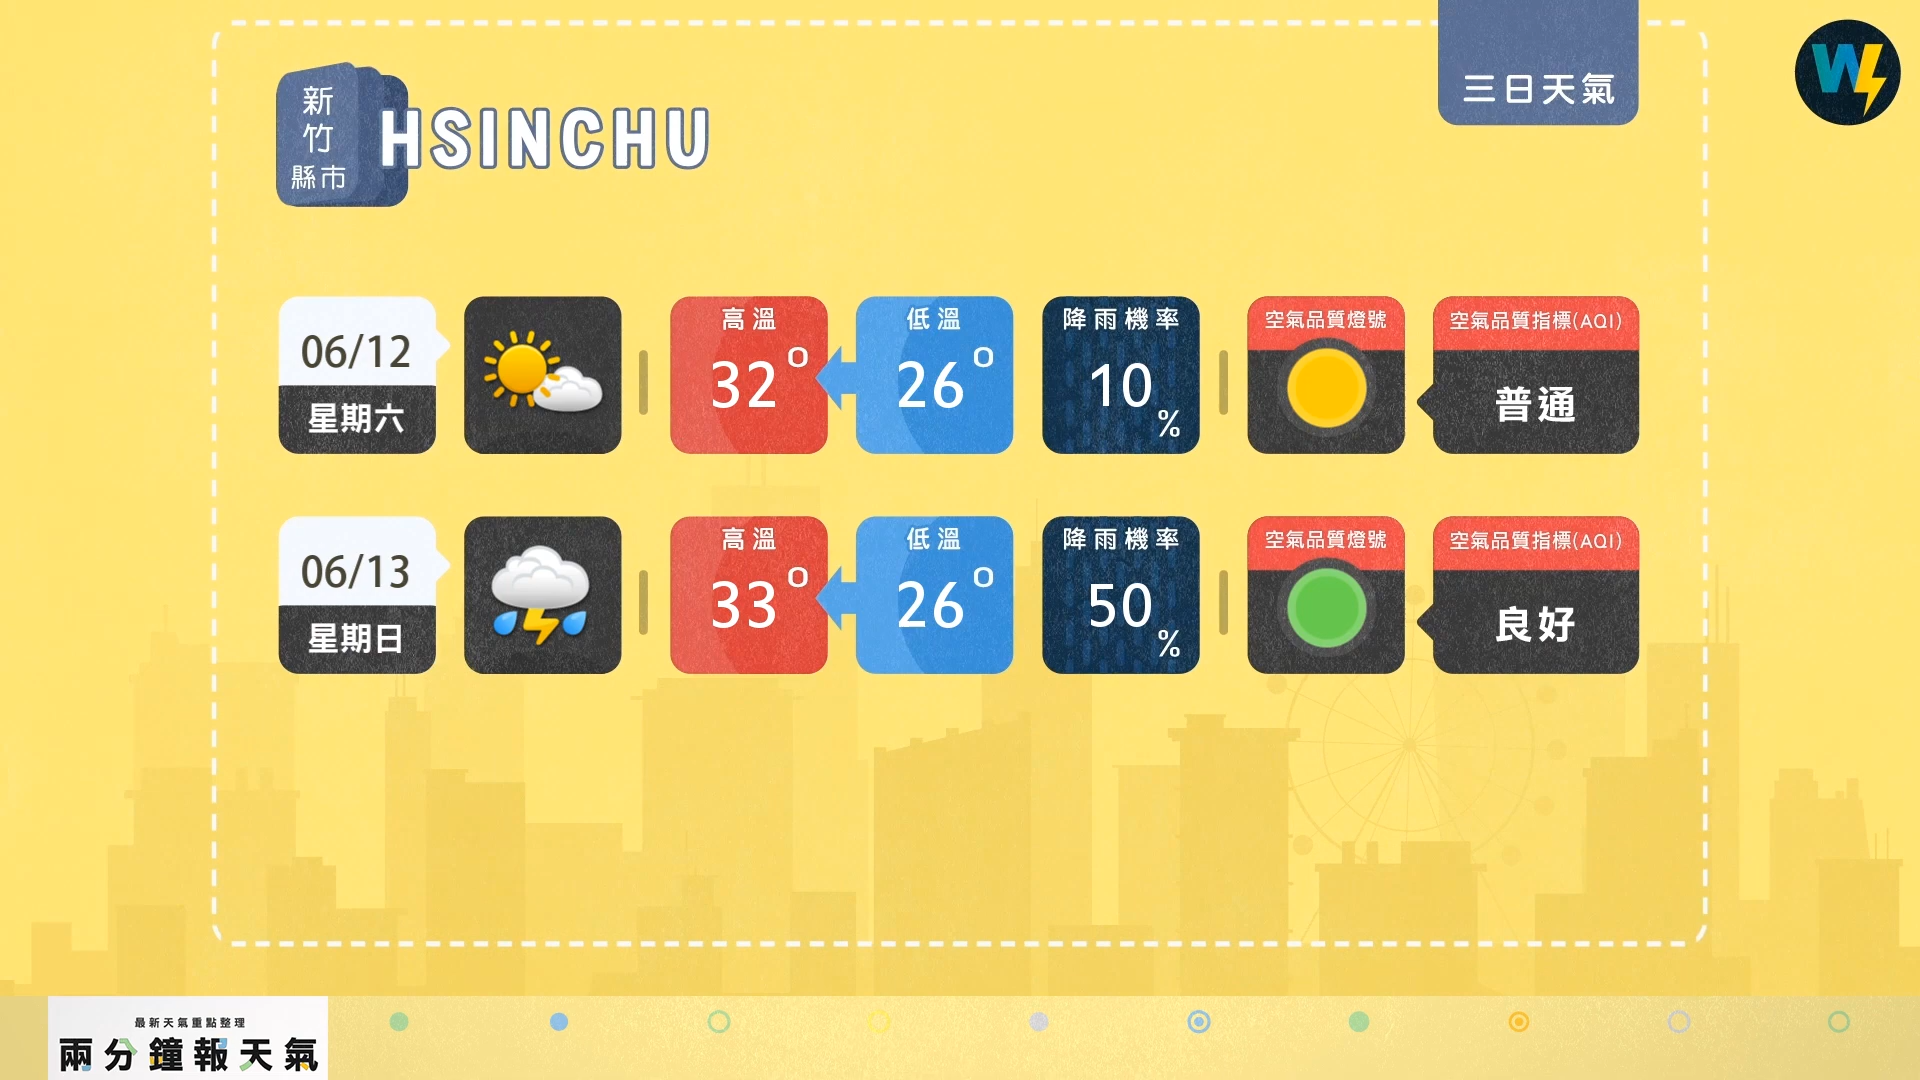 新
竹
縣市
HSINCHU
三日天氣
W
06/12
星期六
高溫
32°
低溫
26°
降雨機率
10%
空氣品質燈號
空氣品質指標(AQI)
普通
06/13
星期日
高溫
33°
低溫
26°
降雨機率
50%
空氣品質燈號
空氣品質指標(AQI)
良好
最新天氣重點整理
兩分鐘報天氣